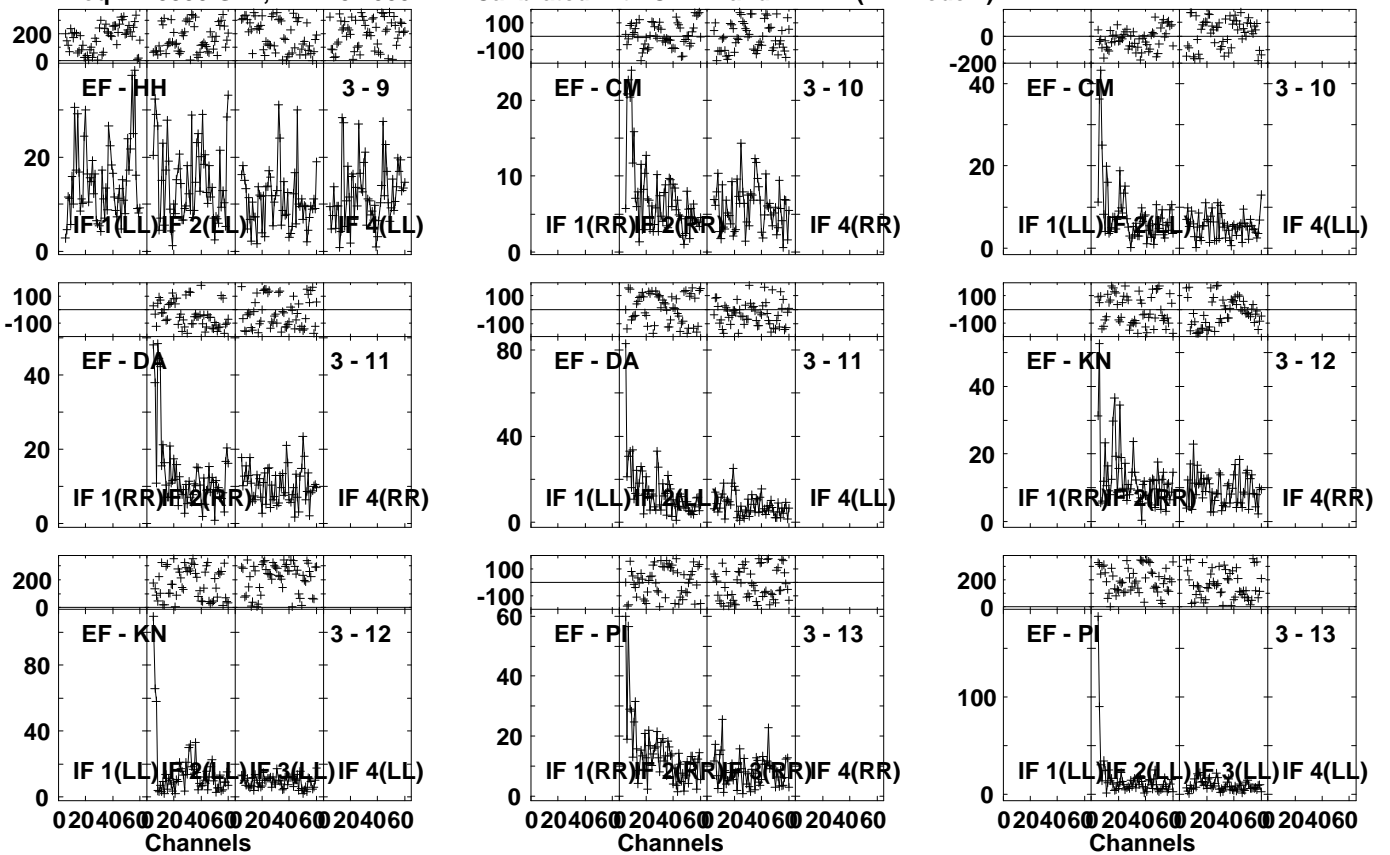 200
0
100
-100
0
-200
EF - HH 3 - 9
EF - CM 3 - 10
EF - CM 3 - 10
20
0
20
10
0
40
20
0
IF 1(LL) IF 2(LL) IF 4(LL)
IF 1(RR) IF 2(RR) IF 4(RR)
IF 1(LL) IF 2(LL) IF 4(LL)
100
-100
100
-100
100
-100
EF - DA 3 - 11
EF - DA 3 - 11
EF - KN 3 - 12
40
20
0
80
40
0
40
20
0
IF 1(RR) IF 2(RR) IF 4(RR)
IF 1(LL) IF 2(LL) IF 4(LL)
IF 1(RR) IF 2(RR) IF 4(RR)
200
0
100
-100
200
0
EF - KN 3 - 12
EF - PI 3 - 13
EF - PI 3 - 13
80
40
0
60
40
20
0
100
0
IF 1(LL) IF 2(LL) IF 3(LL) IF 4(LL)
IF 1(RR) IF 2(RR) IF 3(RR) IF 4(RR)
IF 1(LL) IF 2(LL) IF 3(LL) IF 4(LL)
0 20 40 60 0 20 40 60 0 20 40 60 0 20 40 60
0 20 40 60 0 20 40 60 0 20 40 60 0 20 40 60
0 20 40 60 0 20 40 60 0 20 40 60 0 20 40 60
Channels
Channels
Channels